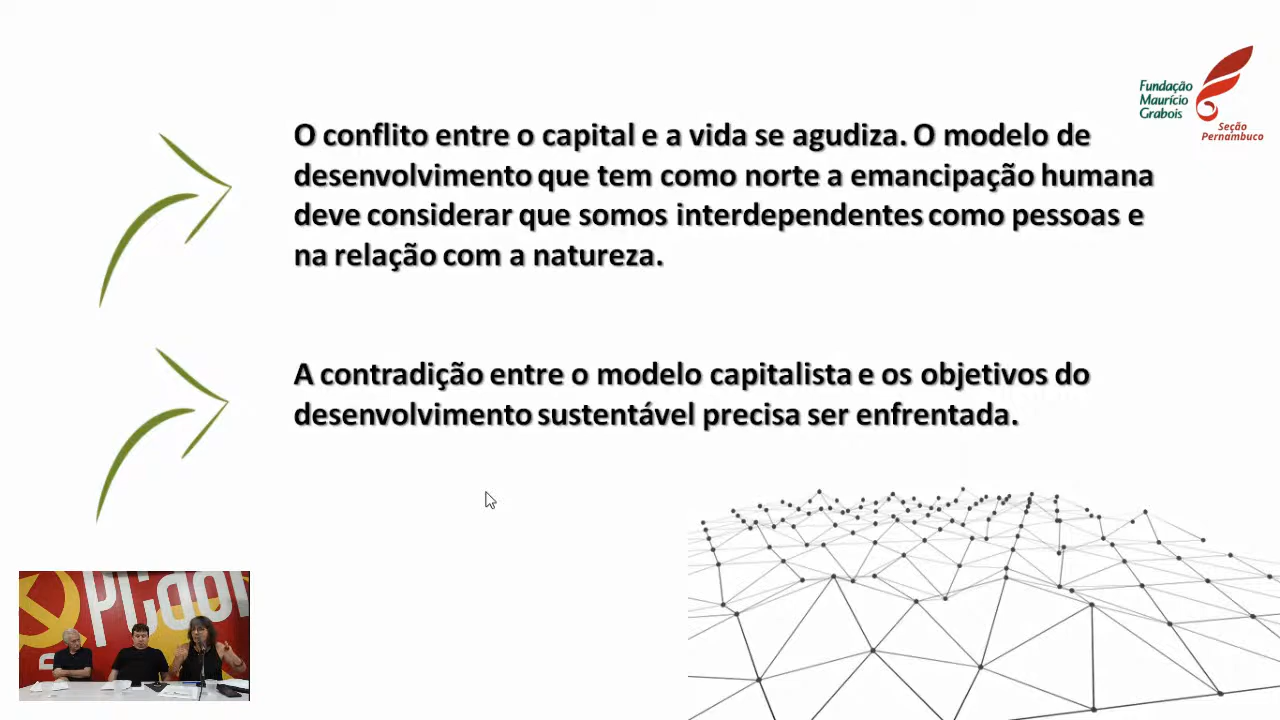 Fundação
Maurício
Grabois
Seção
Pernambuco
O conflito entre o capital e a vida se agudiza. O modelo de
desenvolvimento que tem como norte a emancipação humana
deve considerar que somos interdependentes como pessoas e
na relação com a natureza.
A contradição entre o modelo capitalista e os objetivos do
desenvolvimento sustentável precisa ser enfrentada.
PCdoB